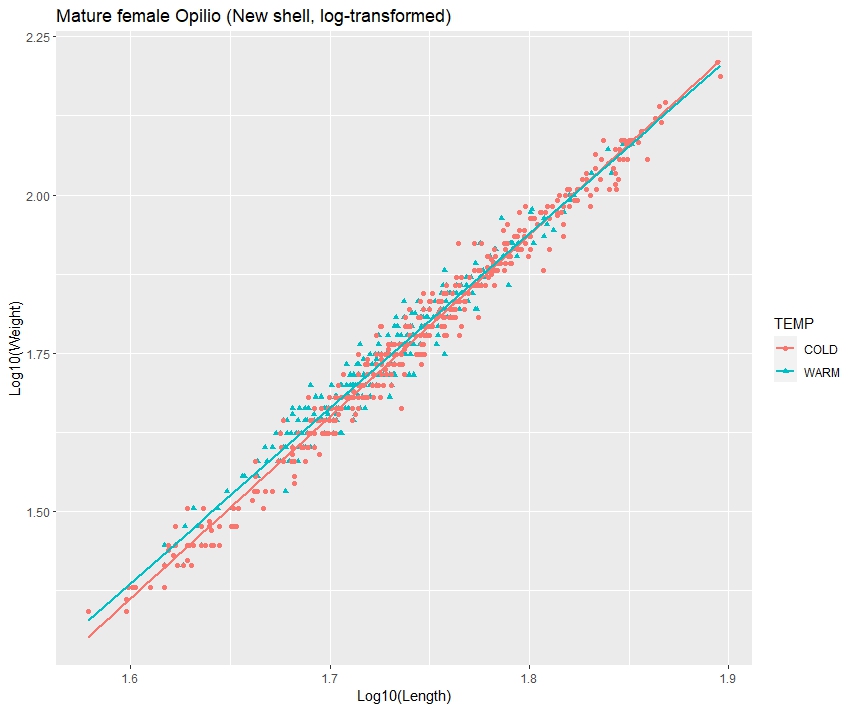 Mature female Opilio (New shell, log-transformed)
2.25
2.00
1.75
1.50
Log10(Weight)
1.6
1.7
1.8
1.9
Log10(Length)
TEMP
COLD
WARM